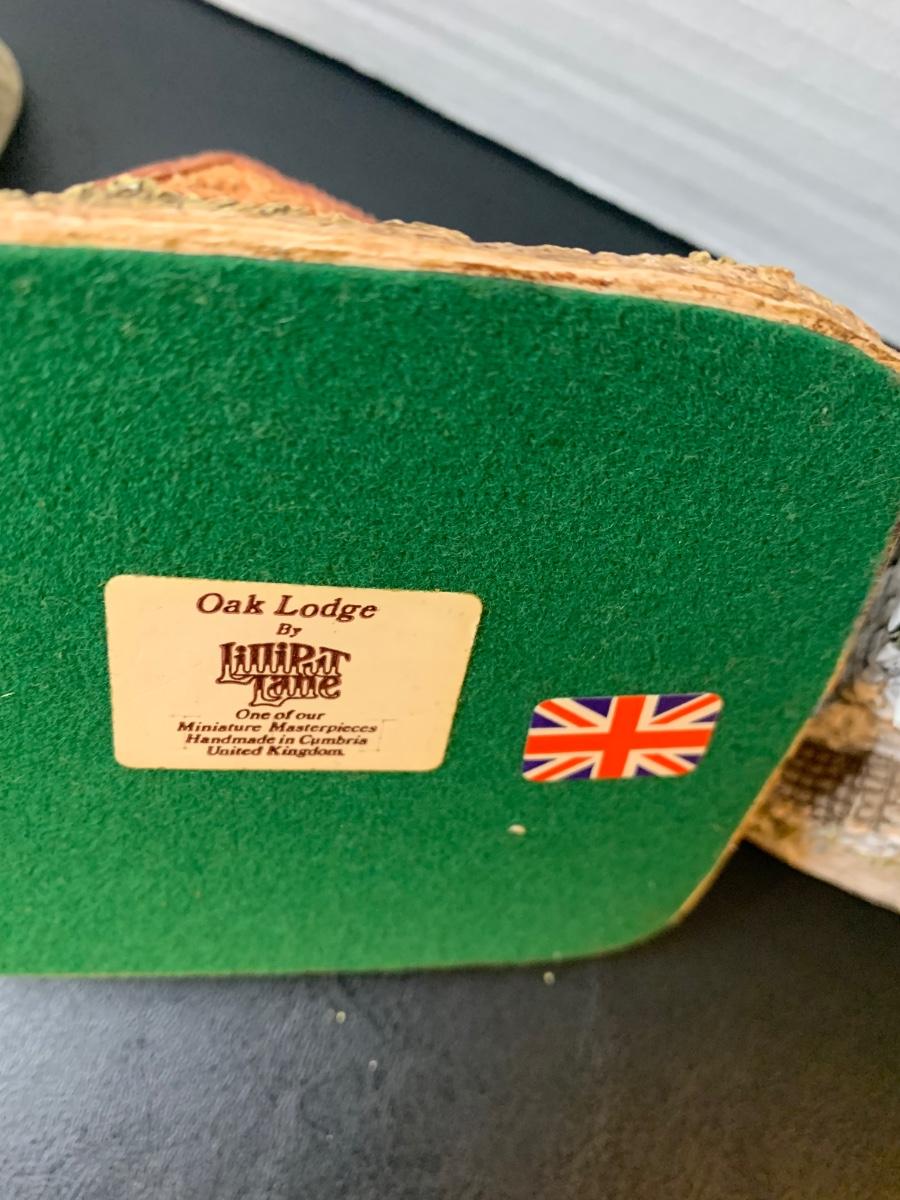 Oak Lodge
By
Lilliput
Lane
One of our
Miniature Masterpieces
Handmade in Cumbria
United Kingdom.